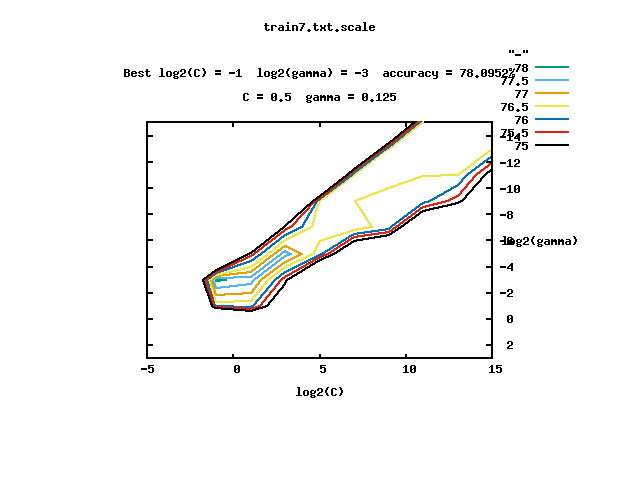 train7.txt.scale
"-"
Best log2(C) = -1  log2(gamma) = -3  accuracy = 78.0952%
78
77.5
C = 0.5  gamma = 0.125
77
76.5
76
75.5
75
-14
-12
-10
-8
-6
log2(gamma)
-4
-2
0
2
-5 0 5 10 15
log2(C)